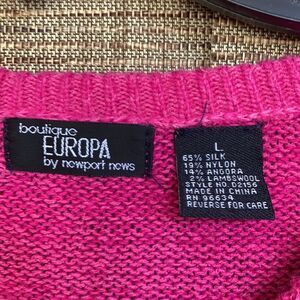 boutique
EUROPA
by newport news
L
65% SILK
19% NYLON
14% ANGORA
2% LAMBSWOOL
STYLE NO. D2156
MADE IN CHINA
RN 96634
REVERSE FOR CARE